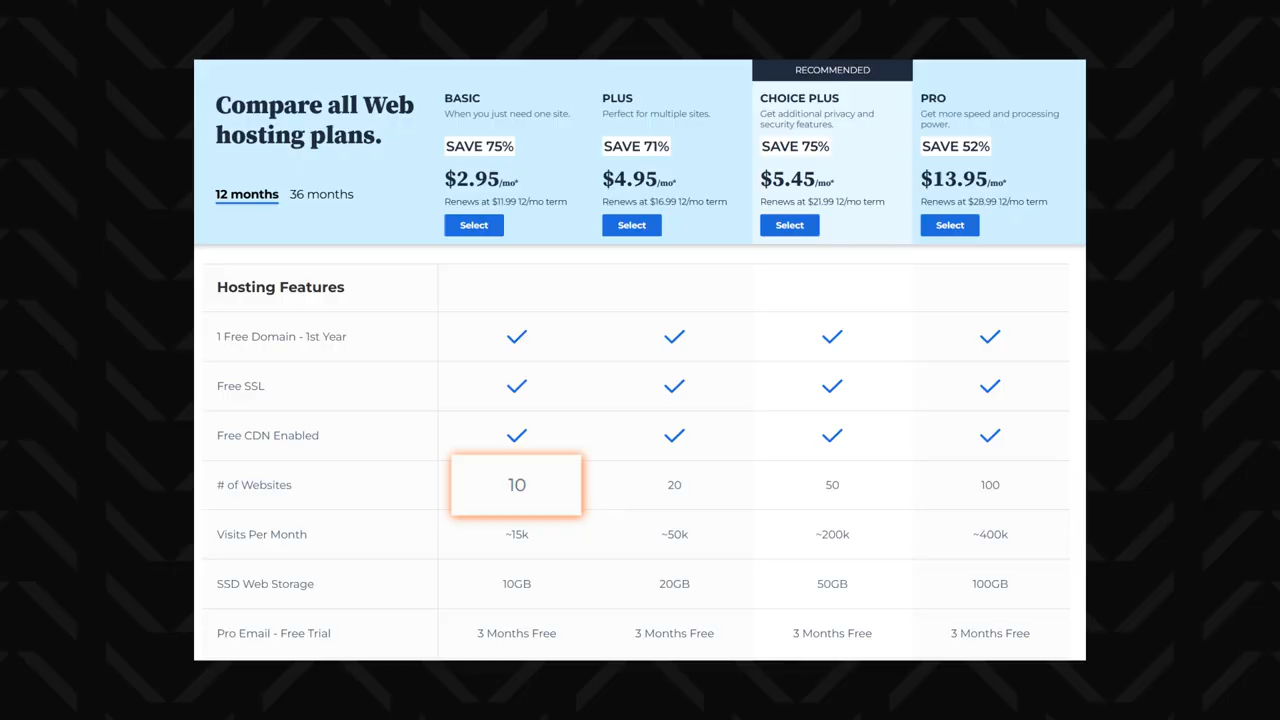 RECOMMENDED
Compare all Web
hosting plans.
12 months 36 months
BASIC
When you just need one site.
SAVE 75%
$2.95/mo*
Renews at $11.99 12/mo term
Select
PLUS
Perfect for multiple sites.
SAVE 71%
$4.95/mo*
Renews at $16.99 12/mo term
Select
CHOICE PLUS
Get additional privacy and
security features.
SAVE 75%
$5.45/mo*
Renews at $21.99 12/mo term
Select
PRO
Get more speed and processing
power.
SAVE 52%
$13.95/mo*
Renews at $28.99 12/mo term
Select
Hosting Features
1 Free Domain - 1st Year
Free SSL
Free CDN Enabled
# of Websites 10 20 50 100
Visits Per Month ~15k ~50k ~200k ~400k
SSD Web Storage 10GB 20GB 50GB 100GB
Pro Email - Free Trial 3 Months Free 3 Months Free 3 Months Free 3 Months Free